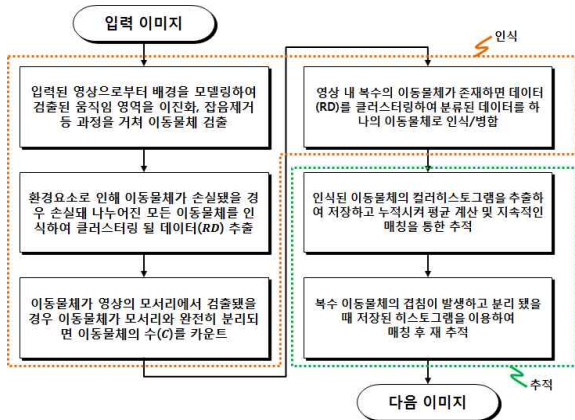 입력 이미지
인식
입력된 영상으로부터 배경을 모델링하여
검출된 움직임 영역을 이진화, 잡음제거
등 과정을 거쳐 이동물체 검출
환경요소로 인해 이동물체가 손실됐을 경
우 손실돼 나누어진 모든 이동물체를 인
식하여 클러스터링 될 데이터(RD) 추출
이동물체가 영상의 모서리에서 검출됐을
경우 이동물체가 모서리와 완전히 분리되
면 이동물체의 수(C)를 카운트
영상 내 복수의 이동물체가 존재하면 데이터
(RD)를 클러스터링하여 분류된 데이터를 하
나의 이동물체로 인식/병합
인식된 이동물체의 컬러히스토그램을 추출하
여 저장하고 누적시켜 평균 계산 및 지속적인
매칭을 통한 추적
복수 이동물체의 겹침이 발생하고 분리 됐을
때 저장된 히스토그램을 이용하여
매칭 후 재 추적
추적
다음 이미지